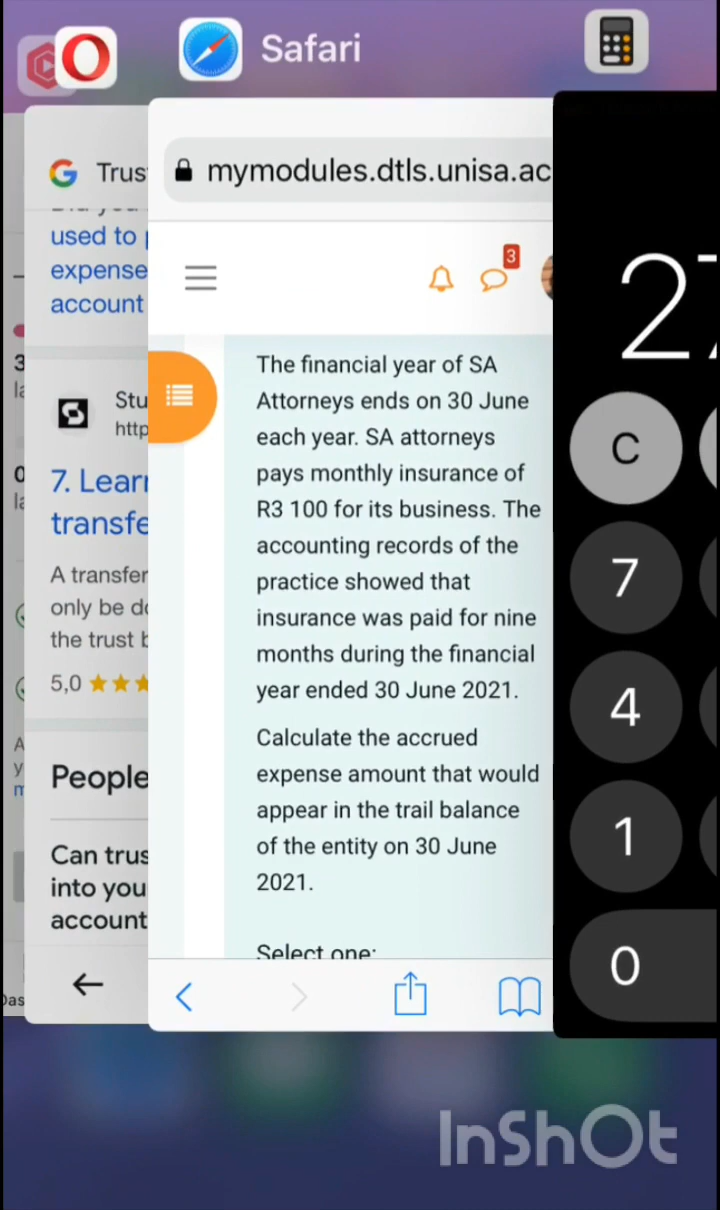 Safari
Trus
mymodules.dtls.unisa.ac
3
used to
expense
account
The financial year of SA
Attorneys ends on 30 June
each year. SA attorneys
pays monthly insurance of
R3 100 for its business. The
accounting records of the
practice showed that
insurance was paid for nine
months during the financial
year ended 30 June 2021.
Calculate the accrued
expense amount that would
appear in the trail balance
of the entity on 30 June
2021.
Select one:
Stu
http
7. Learn
transfe
A transfer
only be do
the trust b
5,0
People
Can trus
into you
account
27
C
7
4
1
0
InShOt